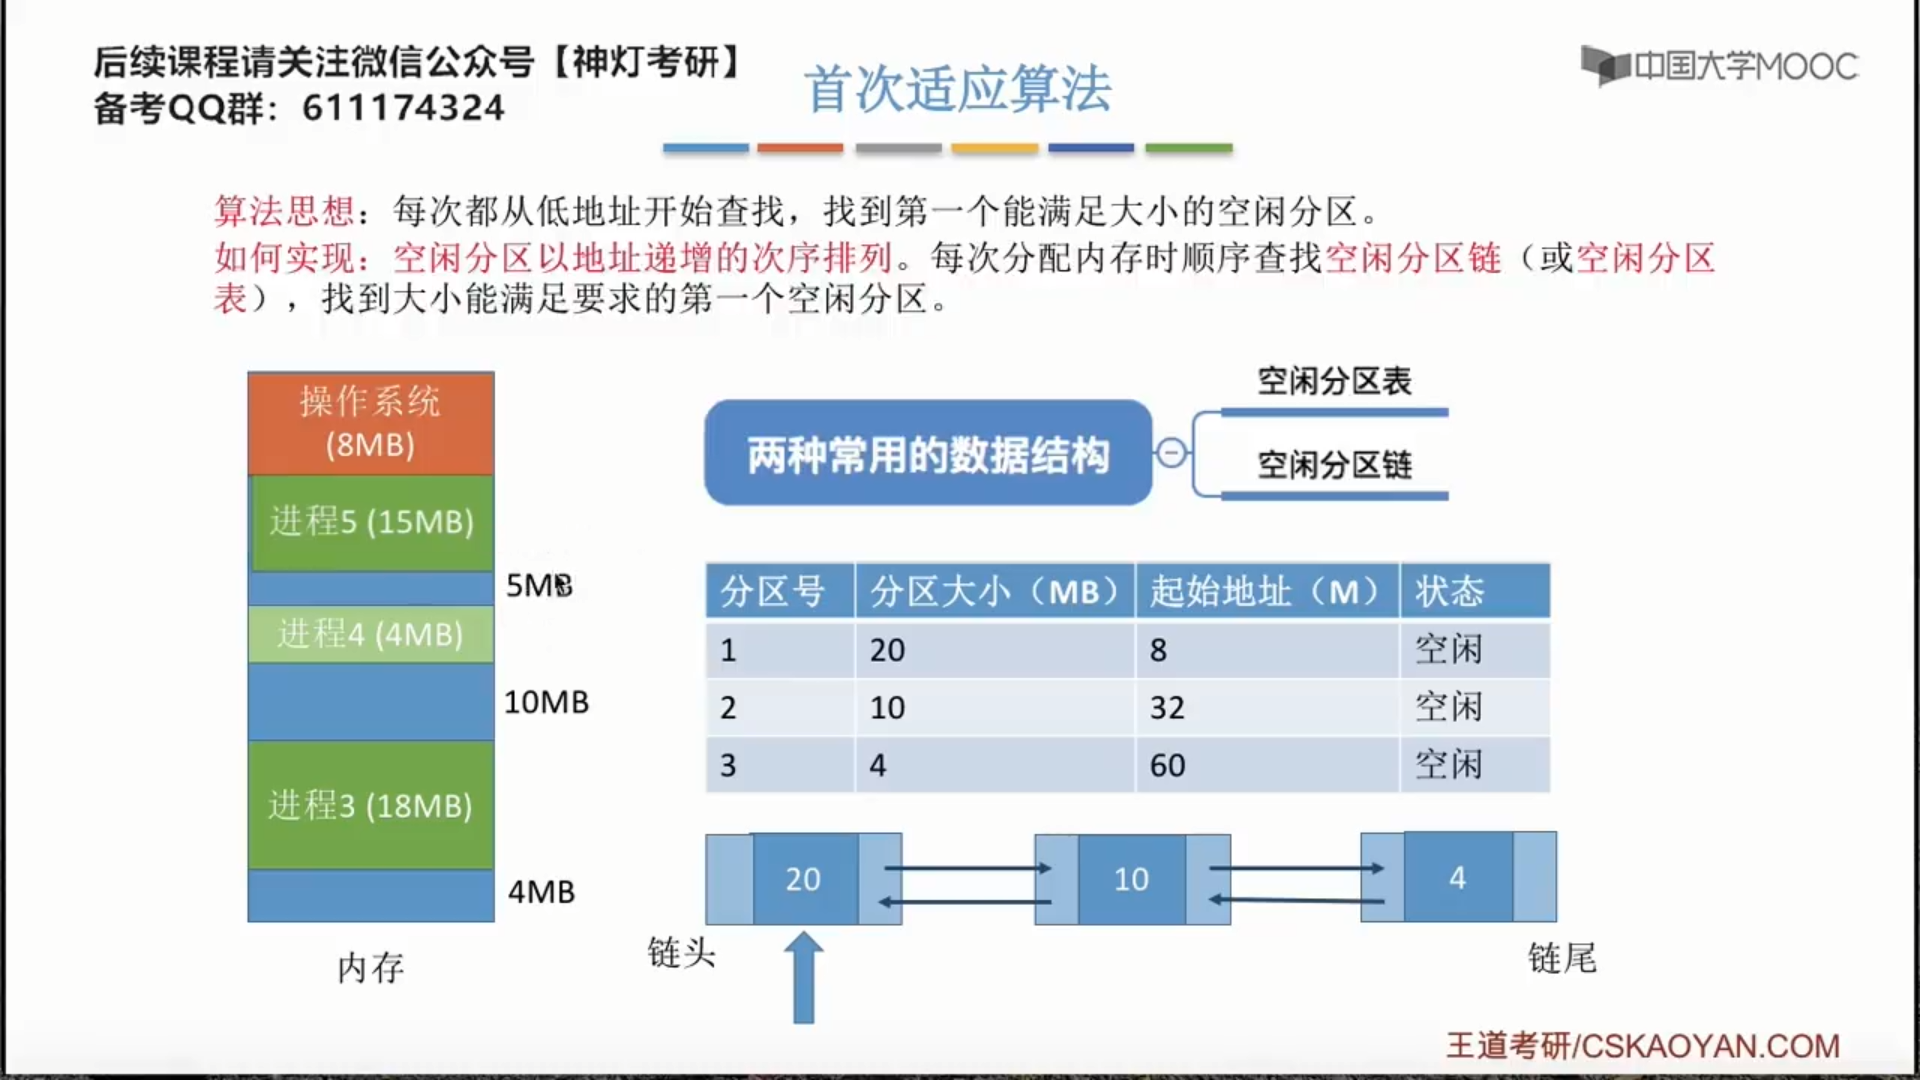 后续课程请关注微信公众号【神灯考研】
备考QQ群：611174324
首次适应算法
中国大学MOOC
算法思想：每次都从低地址开始查找，找到第一个能满足大小的空闲分区。
如何实现：空闲分区以地址递增的次序排列。每次分配内存时顺序查找空闲分区链（或空闲分区
表），找到大小能满足要求的第一个空闲分区。
操作系统
(8MB)
进程5 (15MB)
5MB
进程4 (4MB)
10MB
进程3 (18MB)
4MB
内存
两种常用的数据结构
空闲分区表
空闲分区链
分区号 分区大小（MB） 起始地址（M） 状态
1 20 8 空闲
2 10 32 空闲
3 4 60 空闲
20 10 4
链头 链尾
王道考研/CSKAOYAN.COM